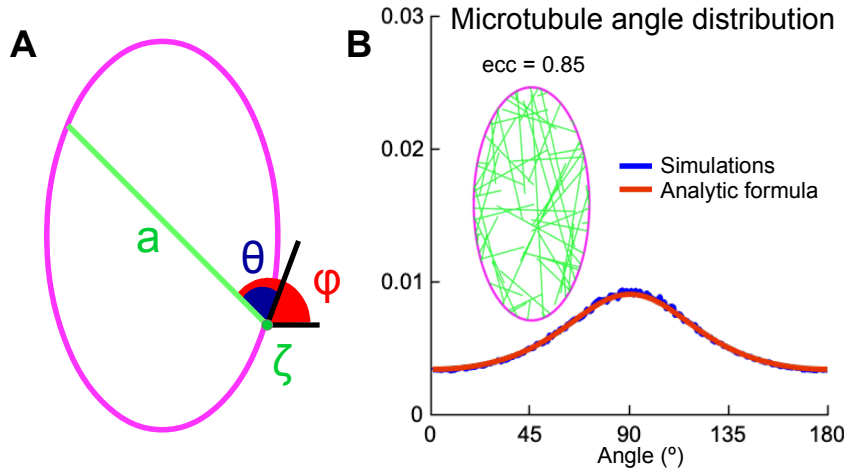 A
a
θ
φ
ζ
B
Microtubule angle distribution
ecc = 0.85
Simulations
Analytic formula
0.03
0.02
0.01
0
0 45 90 135 180
Angle (º)